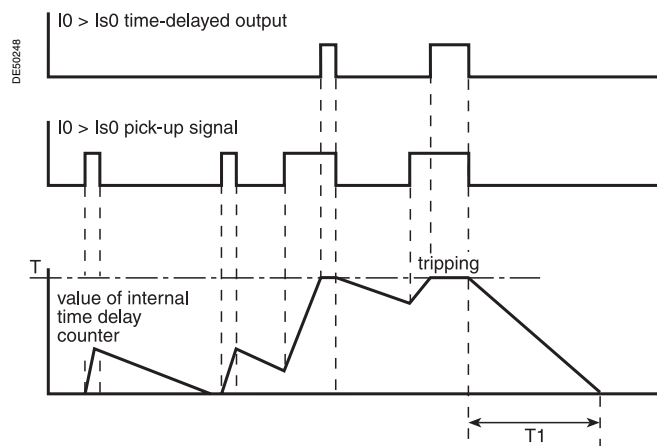 DE50248
I0 > Is0 time-delayed output
I0 > Is0 pick-up signal
T
tripping
value of internal
time delay
counter
T1